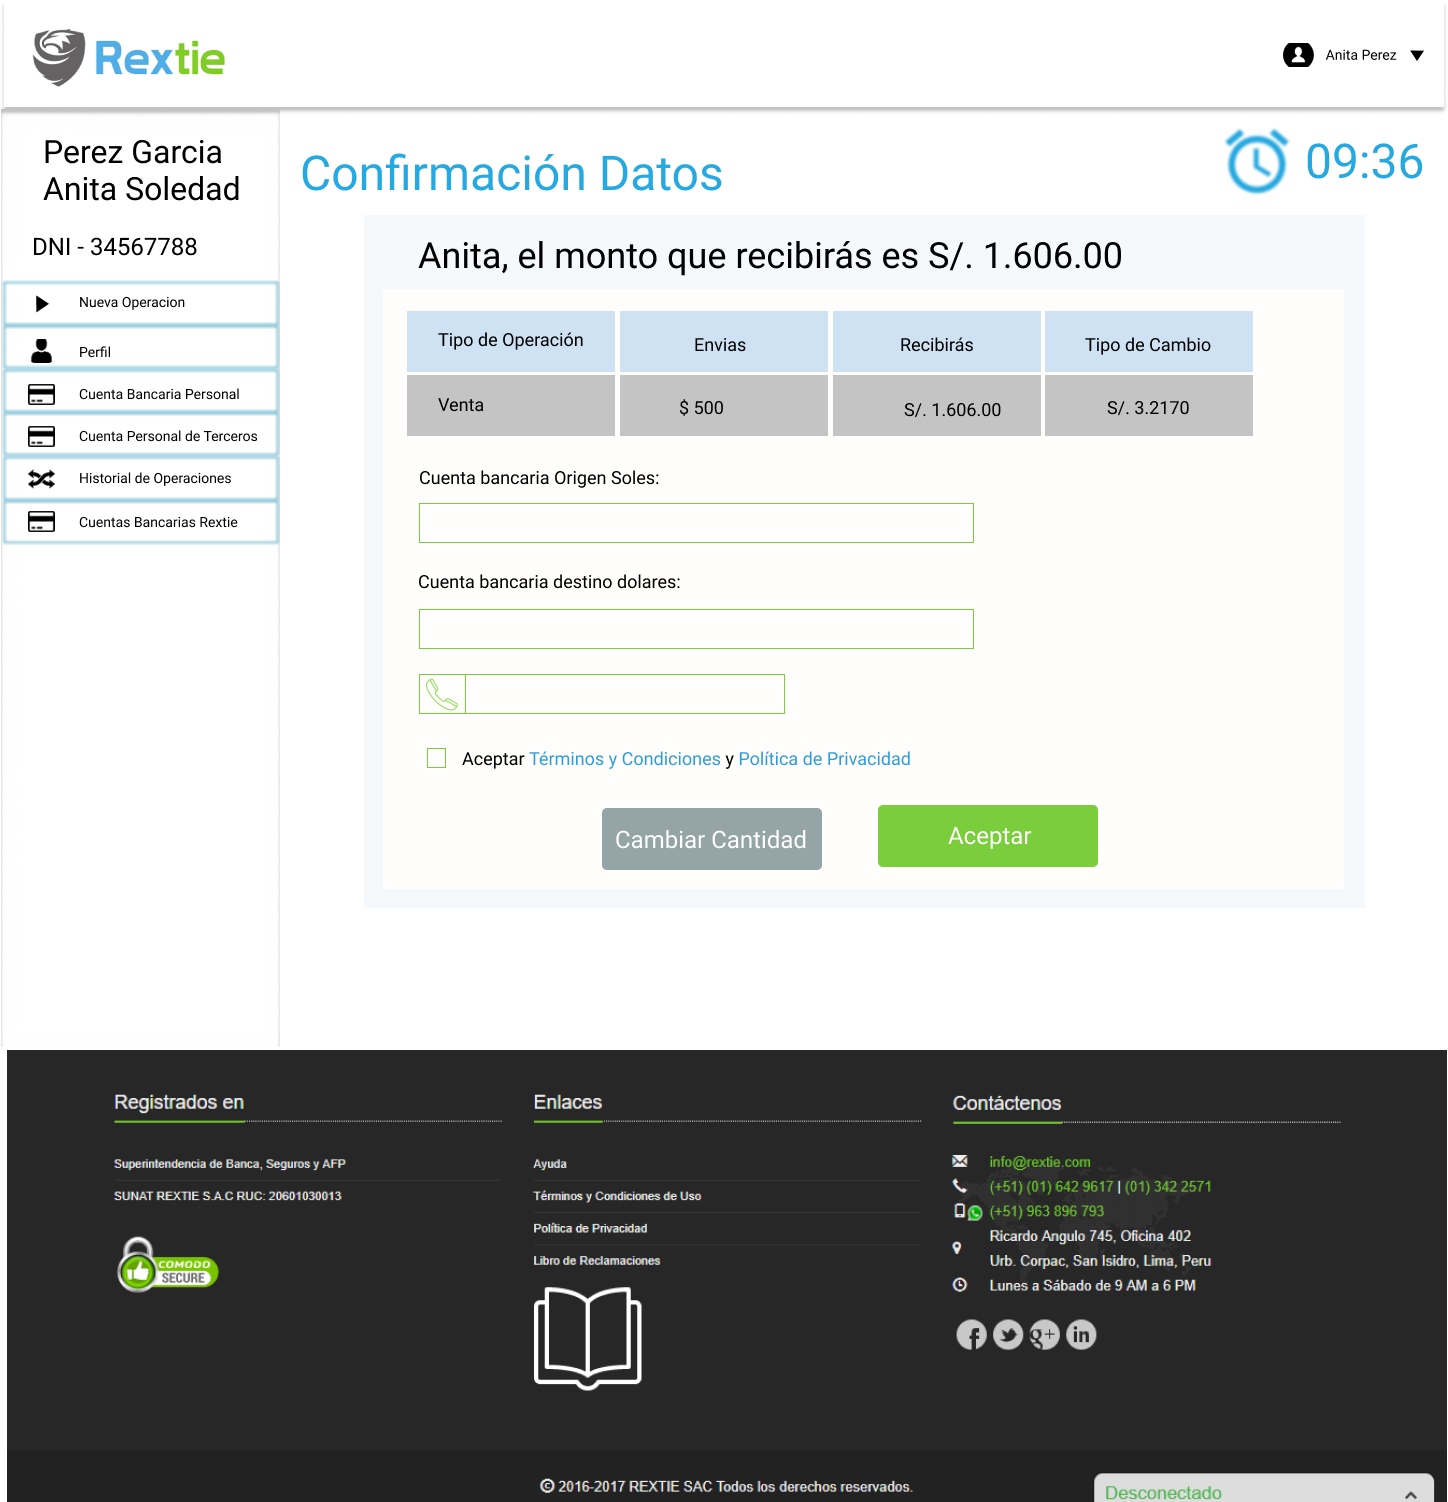 Rextie
Anita Perez
Perez Garcia
Anita Soledad
DNI - 34567788
Nueva Operacion
Perfil
Cuenta Bancaria Personal
Cuenta Personal de Terceros
Historial de Operaciones
Cuentas Bancarias Rextie
Confirmación Datos
09:36
Anita, el monto que recibirás es S/. 1.606.00
Tipo de Operación Envias Recibirás Tipo de Cambio
Venta $ 500 S/. 1.606.00 S/. 3.2170
Cuenta bancaria Origen Soles:
Cuenta bancaria destino dolares:
Aceptar Términos y Condiciones y Política de Privacidad
Cambiar Cantidad
Aceptar
Registrados en
Superintendencia de Banca, Seguros y AFP
SUNAT REXTIE S.A.C RUC: 20601030013
COMODO
SECURE
Enlaces
Ayuda
Términos y Condiciones de Uso
Política de Privacidad
Libro de Reclamaciones
Contáctenos
info@rextie.com
(+51) (01) 642 9617 | (01) 342 2571
(+51) 963 896 793
Ricardo Angulo 745, Oficina 402
Urb. Corpac, San Isidro, Lima, Peru
Lunes a Sábado de 9 AM a 6 PM
f g+ in
© 2016-2017 REXTIE SAC Todos los derechos reservados.
Desconectado